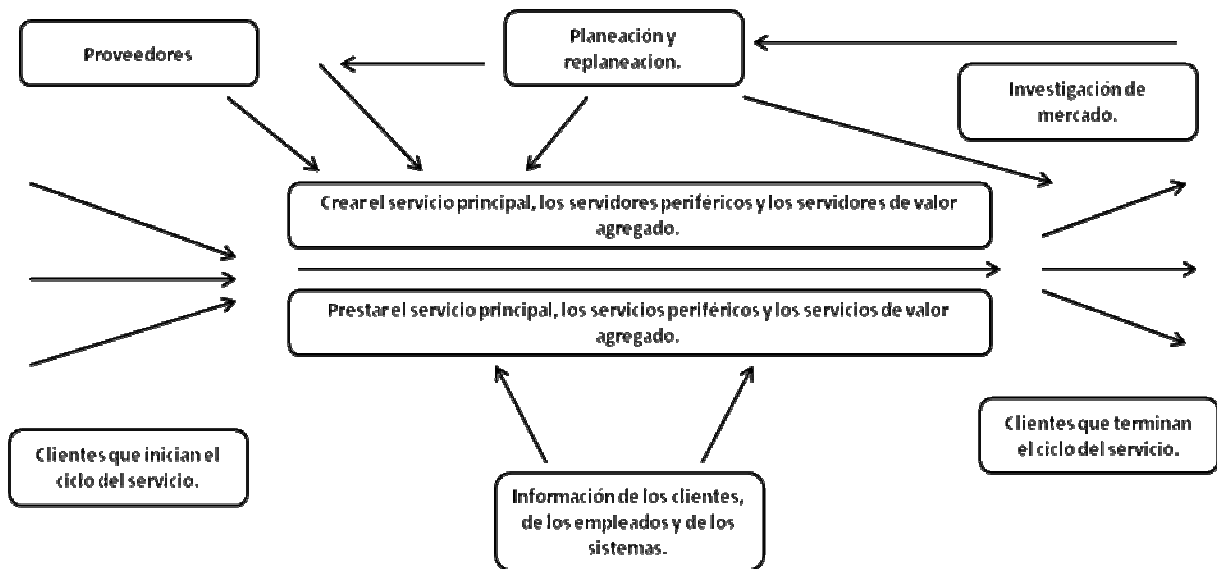 Proveedores
Planeación y
replaneacion.
Investigación de
mercado.
Crear el servicio principal, los servidores periféricos y los servidores de valor
agregado.
Prestar el servicio principal, los servicios periféricos y los servicios de valor
agregado.
Clientes que inician el
ciclo del servicio.
Información de los clientes,
de los empleados y de los
sistemas.
Clientes que terminan
el ciclo del servicio.